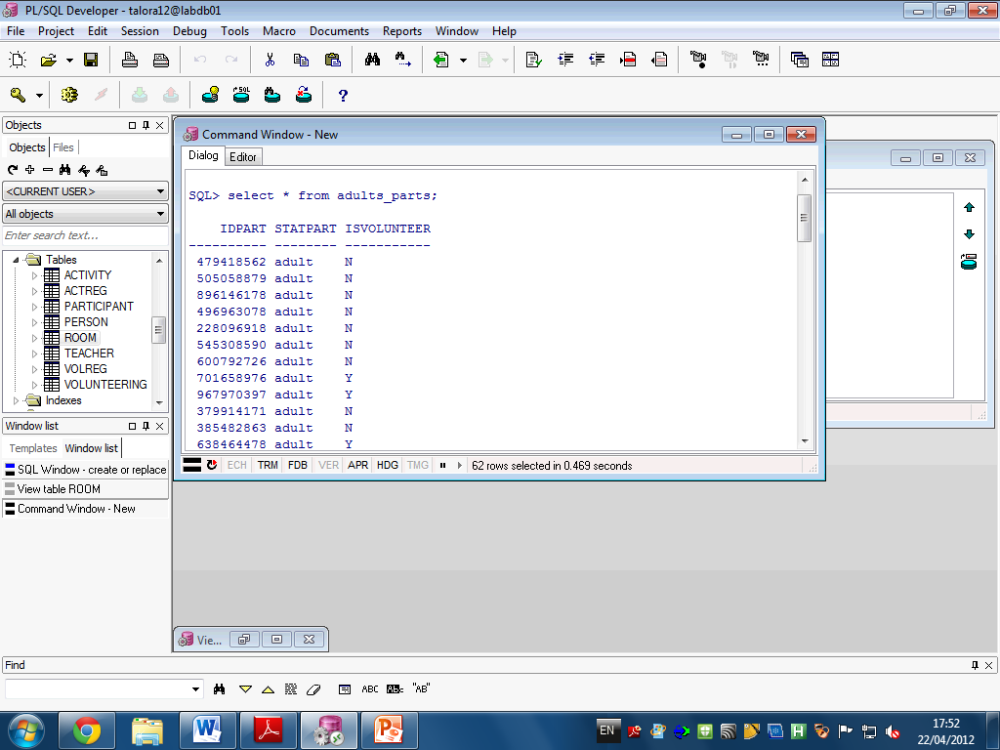 PL/SQL Developer - talora12@labdb01
File Project Edit Session Debug Tools Macro Documents Reports Window Help
SQL
?
Objects
Objects Files
<CURRENT USER>
All objects
Enter search text...
Tables
ACTIVITY
ACTREG
PARTICIPANT
PERSON
ROOM
TEACHER
VOLREG
VOLUNTEERING
Indexes
Window list
Templates Window list
SQL Window - create or replace
View table ROOM
Command Window - New
Command Window - New
Dialog Editor
SQL> select * from adults_parts;
IDPART STATPART ISVOLUNTEER
---------- -------- -----------
479418562 adult N
505058879 adult N
896146178 adult N
496963078 adult N
228096918 adult N
545308590 adult N
600792726 adult N
701658976 adult Y
967970397 adult Y
379914171 adult N
385482863 adult N
638464478 adult Y
ECH TRM FDB VER APR HDG TMG 62 rows selected in 0.469 seconds
Vie...
Find
ABC "AB"
EN
17:52
22/04/2012